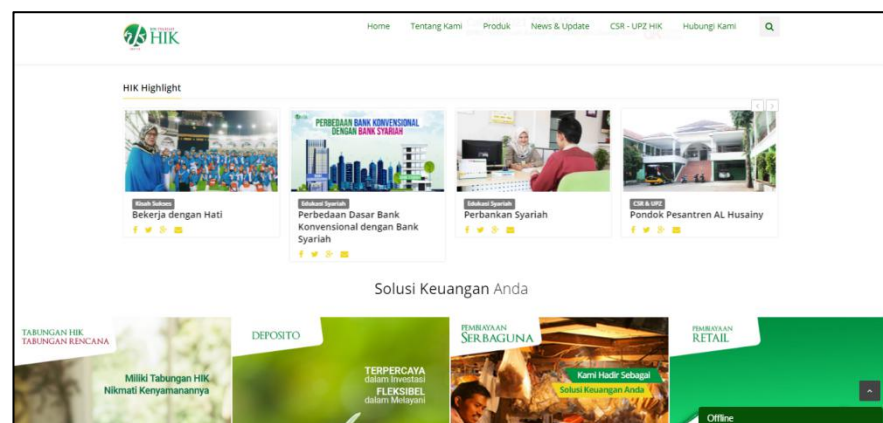 HIK
Home Tentang Kami Produk News & Update CSR - UPZ HIK Hubungi Kami
HIK Highlight
PERBEDAAN BANK KONVENSIONAL
DENGAN BANK SYARIAH
Kisah Sukses
Bekerja dengan Hati
Edukasi Syariah
Perbedaan Dasar Bank
Konvensional dengan Bank
Syariah
Edukasi Syariah
Perbankan Syariah
CSR & UPZ
Pondok Pesantren AL Husainy
Solusi Keuangan Anda
TABUNGAN HIK
TABUNGAN RENCANA
Miliki Tabungan HIK
Nikmati Kenyamanannya
DEPOSITO
TERPERCAYA
dalam Investasi
FLEKSIBEL
dalam Melayani
PEMBIAYAAN
SERBAGUNA
Kami Hadir Sebagai
Solusi Keuangan Anda
PEMBIAYAAN
RETAIL
Offline